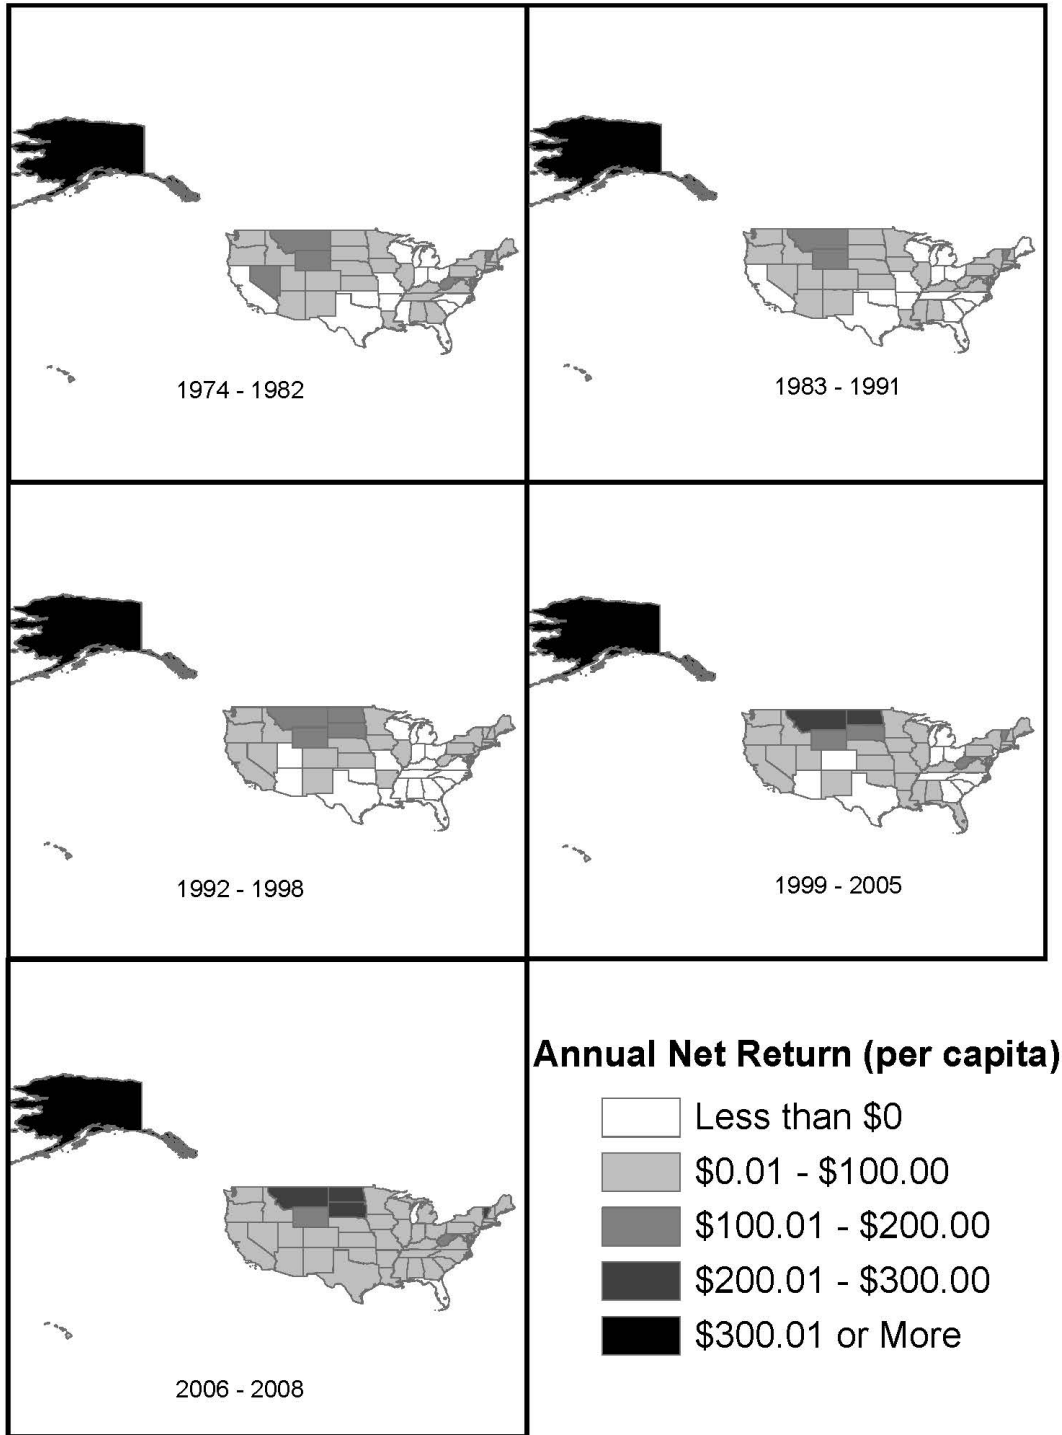 1974 - 1982
1983 - 1991
1992 - 1998
1999 - 2005
2006 - 2008
Annual Net Return (per capita)
Less than $0
$0.01 - $100.00
$100.01 - $200.00
$200.01 - $300.00
$300.01 or More